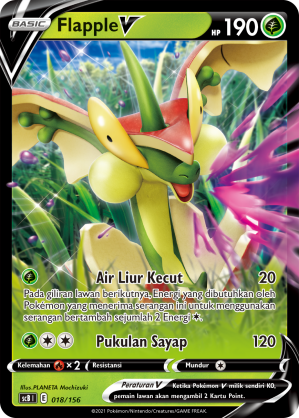 BASIC
Flapple V
HP 190
Air Liur Kecut 20
Pada giliran lawan berikutnya, Energi yang dibutuhkan oleh
Pokémon yang menerima serangan ini untuk menggunakan
serangan bertambah sejumlah 2 Energi.
Pukulan Sayap 120
Kelemahan × 2
Resistansi
Mundur
Illus. PLANETA Mochizuki
sc8 I E 018/156
Peraturan V
Ketika Pokémon V milik sendiri KO,
pemain lawan akan mengambil 2 Kartu Point.
©2021 Pokémon/Nintendo/Creatures/GAME FREAK.